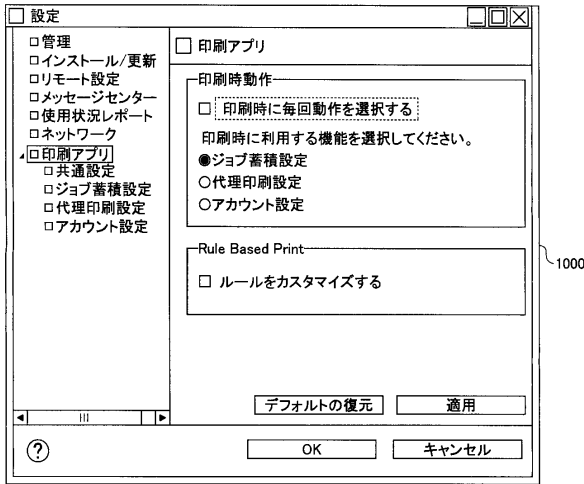 設定
管理
インストール/更新
リモート設定
メッセージセンター
使用状況レポート
ネットワーク
印刷アプリ
共通設定
ジョブ蓄積設定
代理印刷設定
アカウント設定
印刷アプリ
印刷時動作
印刷時に毎回動作を選択する
印刷時に利用する機能を選択してください。
ジョブ蓄積設定
代理印刷設定
アカウント設定
Rule Based Print
ルールをカスタマイズする
1000
デフォルトの復元
適用
?
OK
キャンセル